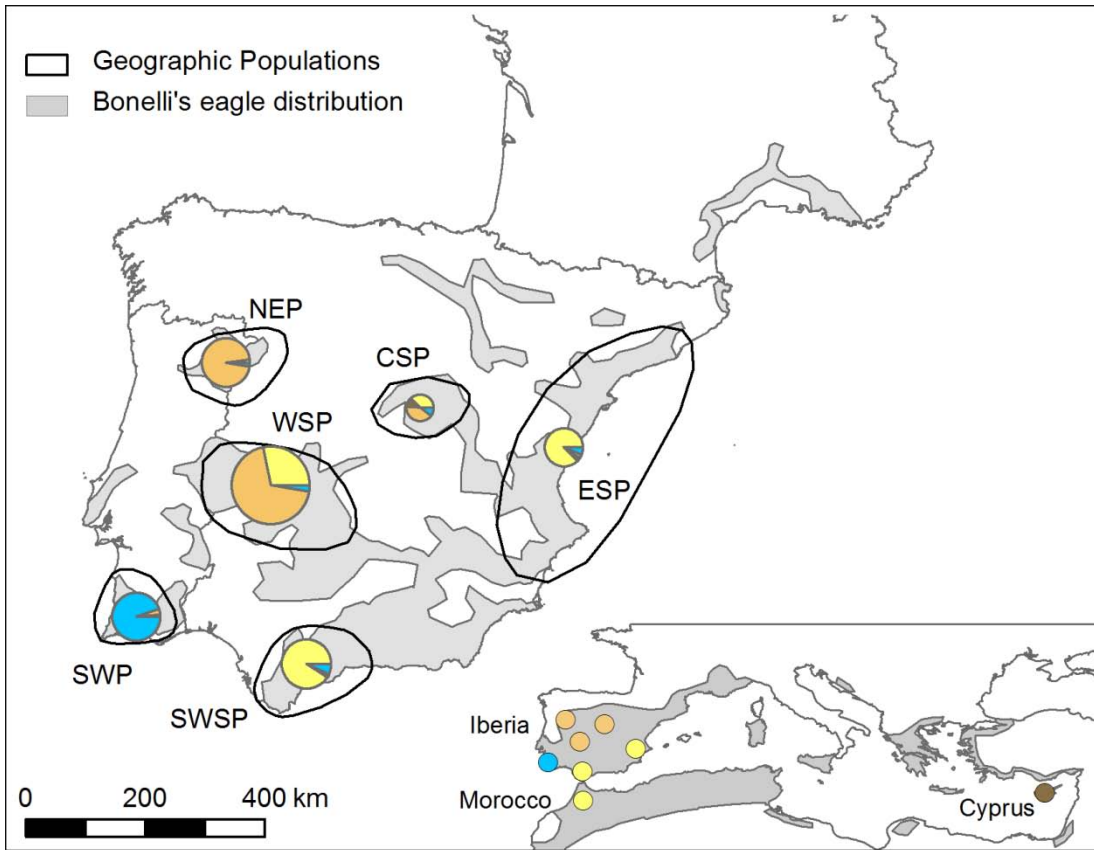 Geographic Populations
Bonelli's eagle distribution
NEP
CSP
WSP
ESP
SWP
SWSP
Iberia
Morocco
Cyprus
0 200 400 km